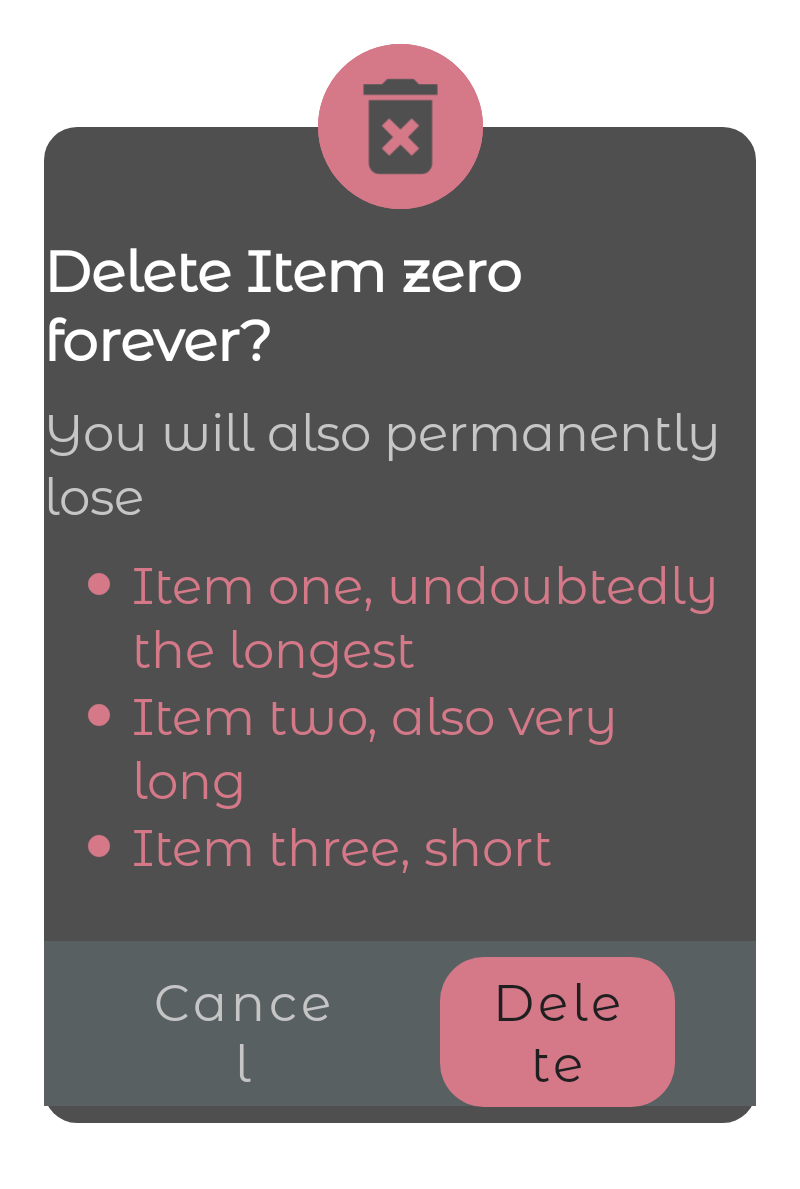 Delete Item zero
forever?
You will also permanently
lose
Item one, undoubtedly
the longest
Item two, also very
long
Item three, short
Cance
l
Dele
te